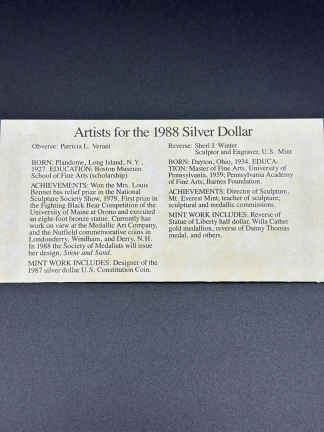 Artists for the 1988 Silver Dollar
Obverse: Patricia L. Verani
BORN: Plandome, Long Island, N.Y.,
1927. EDUCATION: Boston Museum
School of Fine Arts (scholarship)
ACHIEVEMENTS: Won the Mrs. Louis
Bennet bas relief prize in the National
Sculpture Society Show, 1979, First prize in
the Fighting Black Bear Competition of the
University of Maine at Orono and executed
an eight-foot bronze statue. Currently has
work on view at the Medallic Art Company,
and the Nutfield commemorative coins in
Londonderry, Windham, and Derry, N.H.
In 1988 the Society of Medalists will issue
her design, Snow and Sand.
MINT WORK INCLUDES: Designer of the
1987 silver dollar U.S. Constitution Coin.
Reverse: Sherl J. Winter
Sculptor and Engraver, U.S. Mint
BORN: Dayton, Ohio, 1934. EDUCA-
TION: Master of Fine Arts, University of
Pennsylvania, 1959; Pennsylvania Academy
of Fine Arts; Barnes Foundation.
ACHIEVEMENTS: Director of Sculpture,
Mt. Everest Mint; teacher of sculpture;
sculptural and medallic commissions.
MINT WORK INCLUDES: Reverse of
Statue of Liberty half dollar, Willa Cather
gold medallion, reverse of Danny Thomas
medal, and others.